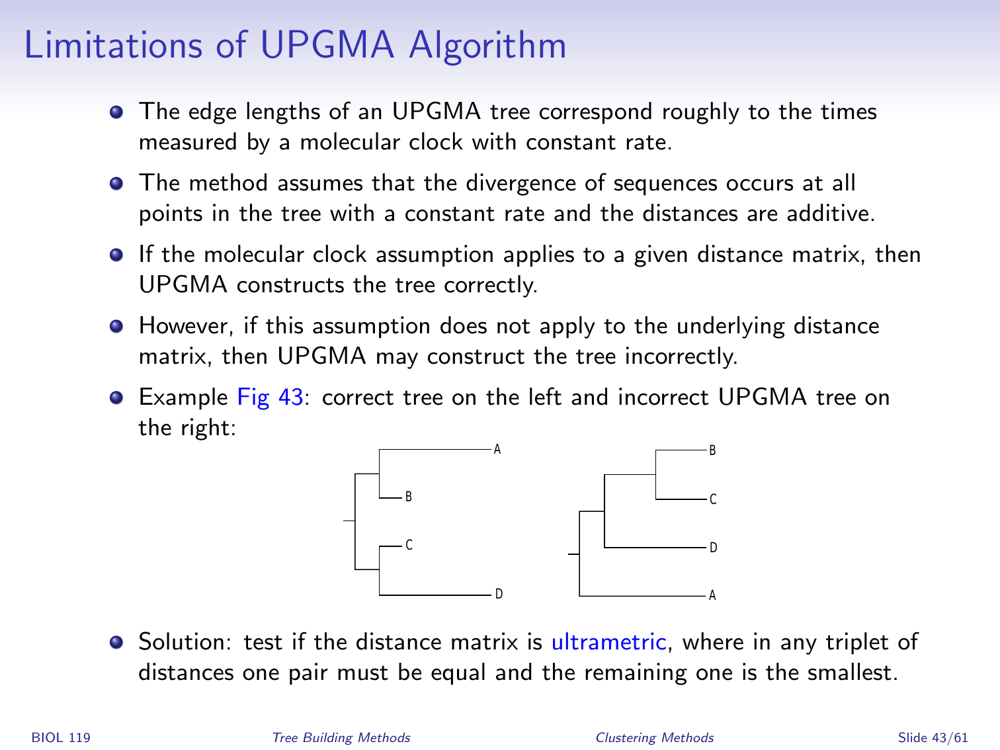 Limitations of UPGMA Algorithm
The edge lengths of an UPGMA tree correspond roughly to the times
measured by a molecular clock with constant rate.
The method assumes that the divergence of sequences occurs at all
points in the tree with a constant rate and the distances are additive.
If the molecular clock assumption applies to a given distance matrix, then
UPGMA constructs the tree correctly.
However, if this assumption does not apply to the underlying distance
matrix, then UPGMA may construct the tree incorrectly.
Example Fig 43: correct tree on the left and incorrect UPGMA tree on
the right:
A
B
C
D
B
C
D
A
Solution: test if the distance matrix is ultrametric, where in any triplet of
distances one pair must be equal and the remaining one is the smallest.
BIOL 119 Tree Building Methods Clustering Methods Slide 43/61